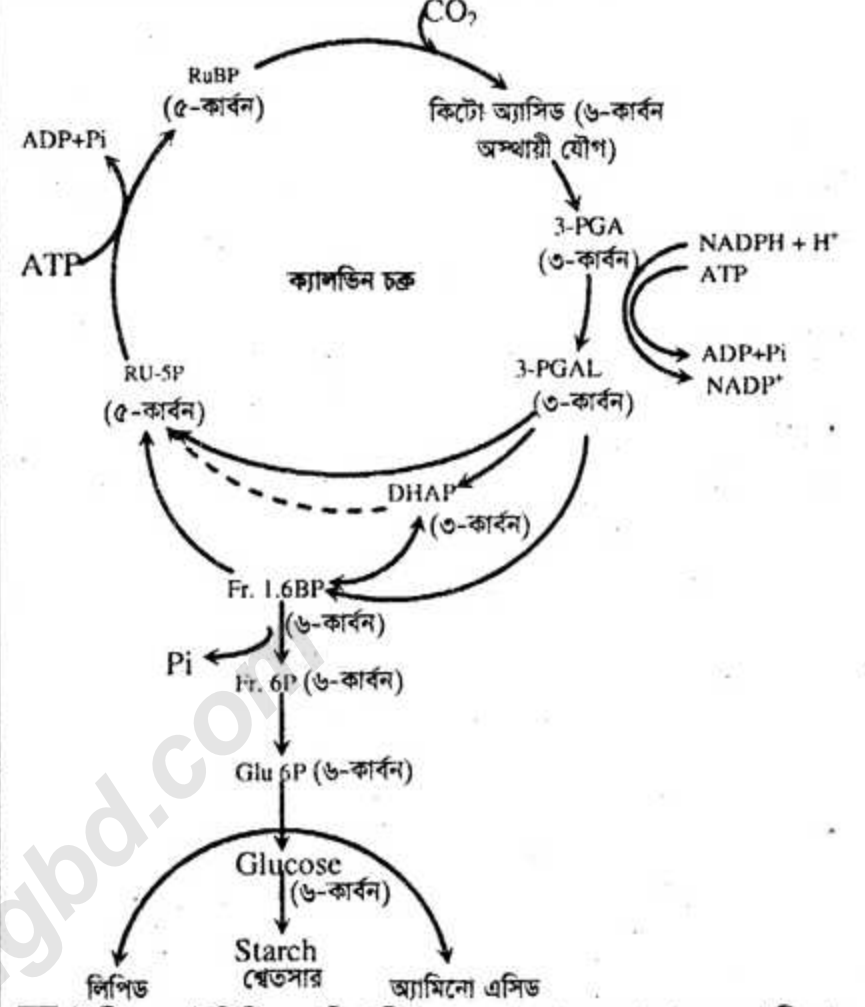 CO₂
RuBP
(৫-কার্বন)
কিটো অ্যাসিড (৬-কার্বন
অস্থায়ী যৌগ)
ADP+Pi
ATP
ক্যালভিন চক্র
3-PGA
(৩-কার্বন)
NADPH + H⁺
ATP
ADP+Pi
NADP⁺
RU-5P
(৫-কার্বন)
3-PGAL
(৩-কার্বন)
DHAP
(৩-কার্বন)
Fr. 1.6BP
(৬-কার্বন)
Pi
Fr. 6P (৬-কার্বন)
Glu 6P (৬-কার্বন)
Glucose
(৬-কার্বন)
Starch
শ্বেতসার
লিপিড
অ্যামিনো এসিড
gbd.com